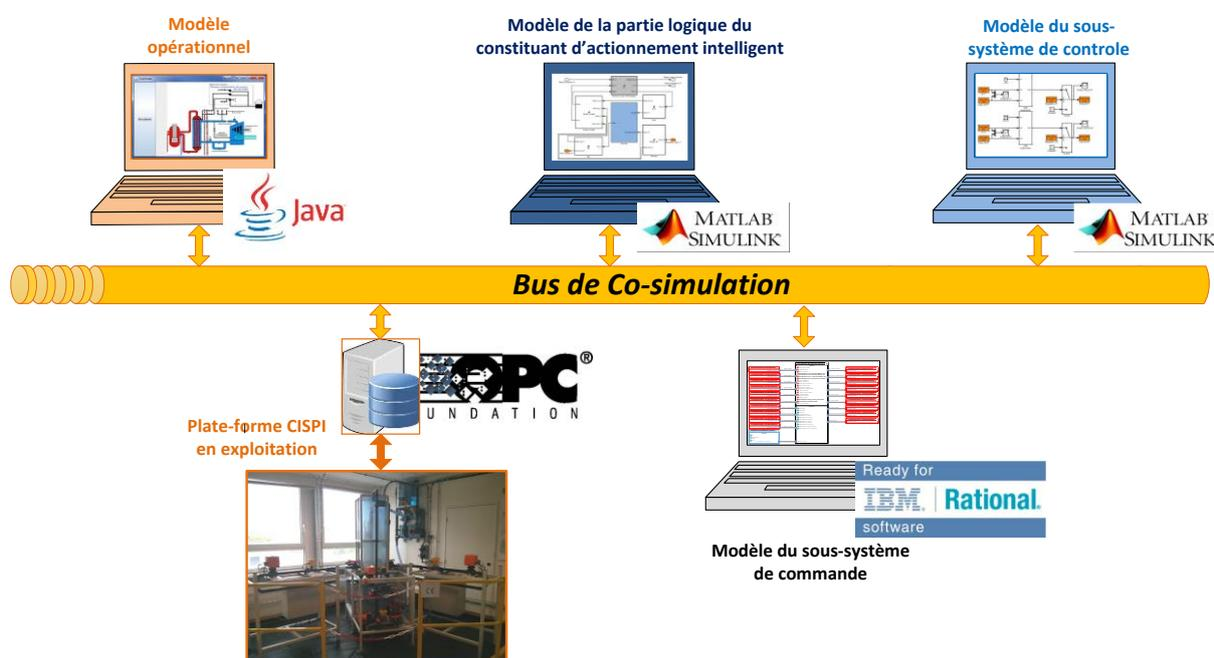 Modèle
opérationnel
Modèle de la partie logique du
constituant d'actionnement intelligent
Modèle du sous-
système de controle
Java
MATLAB
SIMULINK
MATLAB
SIMULINK
Bus de Co-simulation
OPC®
UNDATION
Plate-forme CISPI
en exploitation
Ready for
IBM. Rational.
software
Modèle du sous-système
de commande